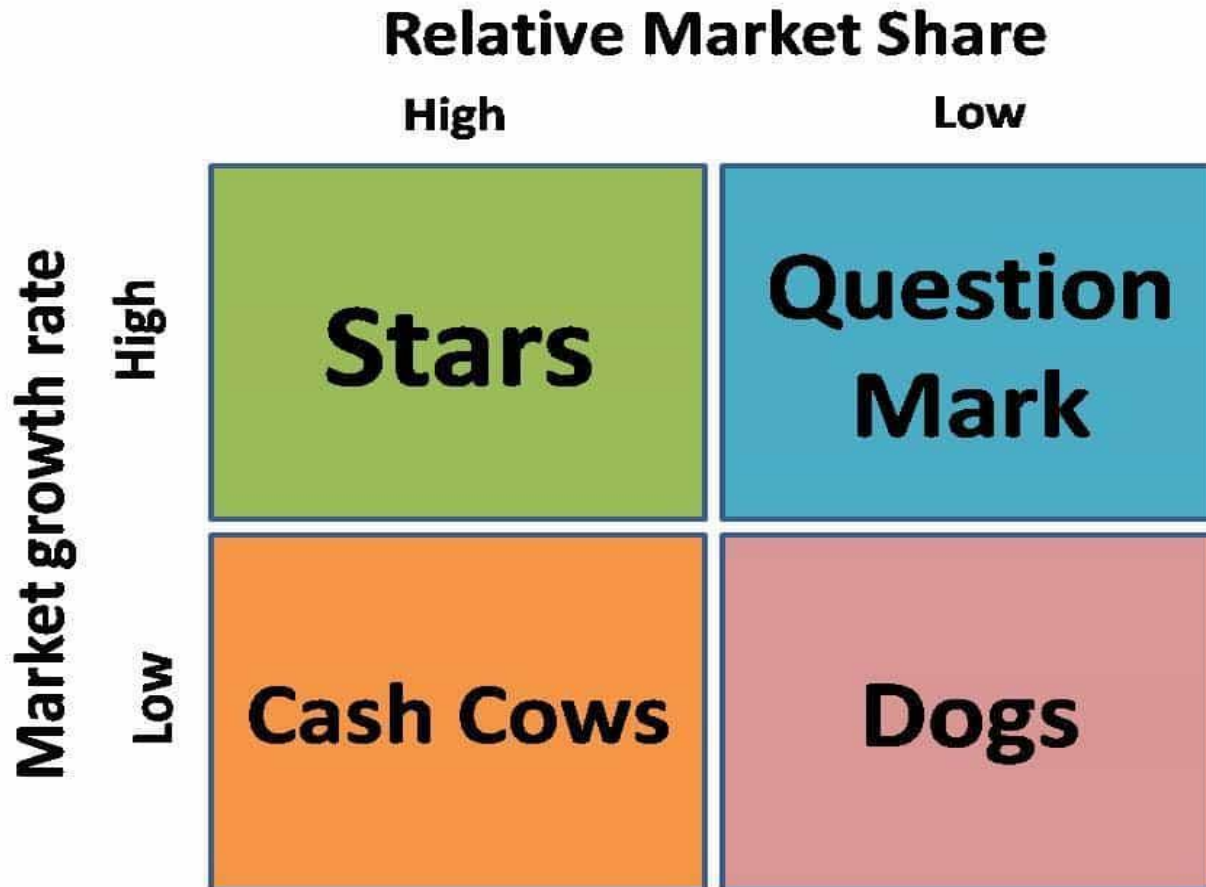 Relative Market Share
High
Low
Market growth rate
High
Stars
Question
Mark
Low
Cash Cows
Dogs